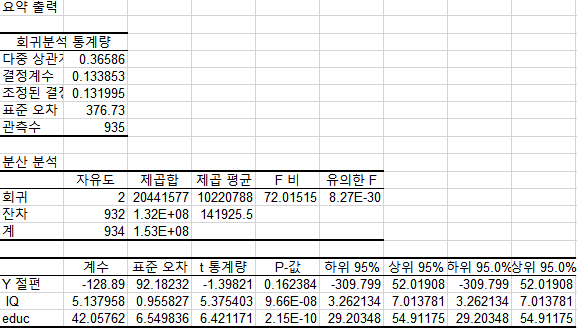 요약 출력
회귀분석 통계량
다중 상관계 0.36586
결정계수 0.133853
조정된 결정 0.131995
표준 오차 376.73
관측수 935
분산 분석
자유도 제곱합 제곱 평균 F 비 유의한 F
회귀 2 20441577 10220788 72.01515 8.27E-30
잔차 932 1.32E+08 141925.5
계 934 1.53E+08
계수 표준 오차 t 통계량 P-값 하위 95% 상위 95% 하위 95.0% 상위 95.0%
Y 절편 -128.89 92.18232 -1.39821 0.162384 -309.799 52.01908 -309.799 52.01908
IQ 5.137958 0.955827 5.375403 9.66E-08 3.262134 7.013781 3.262134 7.013781
educ 42.05762 6.549836 6.421171 2.15E-10 29.20348 54.91175 29.20348 54.91175